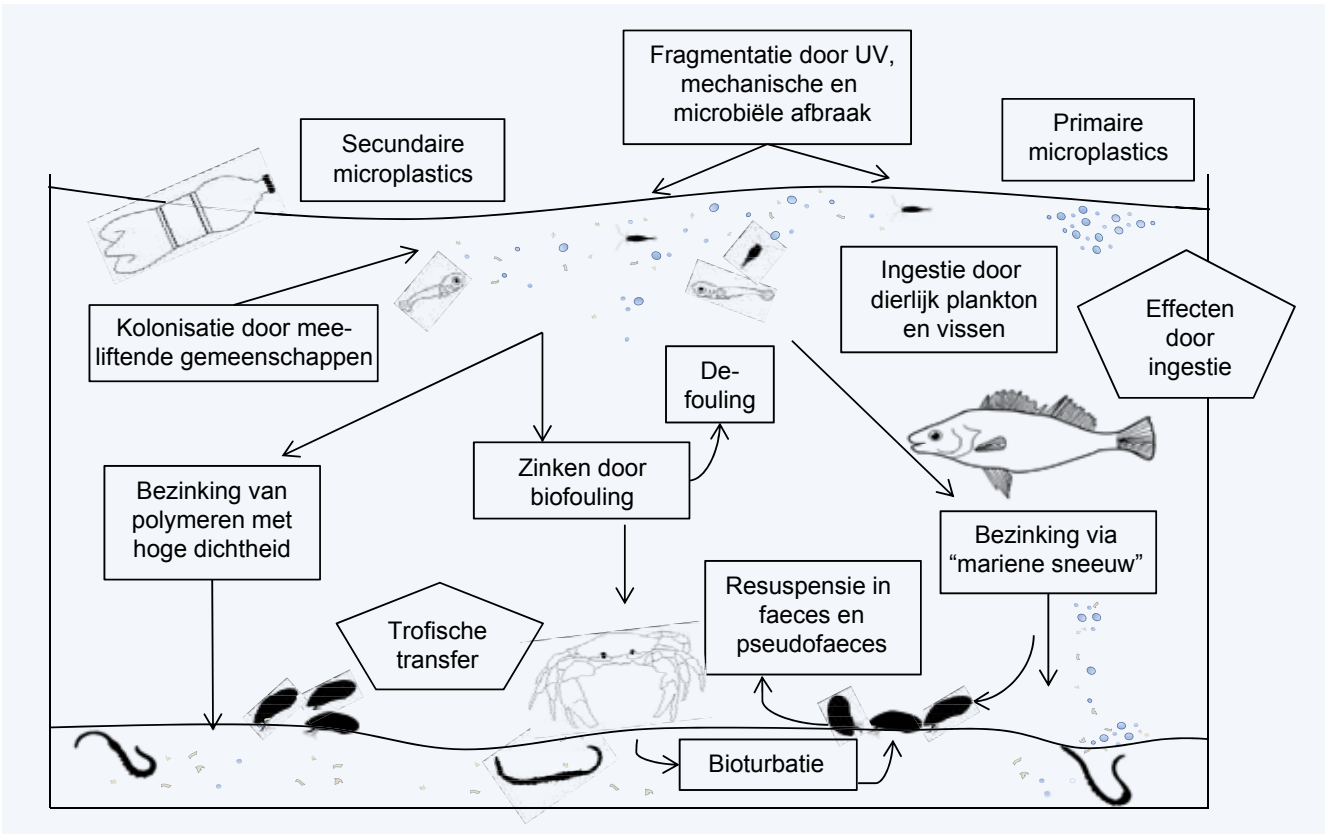 Fragmentatie door UV,
mechanische en
microbiële afbraak
Secundaire
microplastics
Primaire
microplastics
Ingestie door
dierlijk plankton
en vissen
Effecten
door
ingestie
Kolonisatie door mee-
liftende gemeenschappen
De-
fouling
Zinken door
biofouling
Bezinking van
polymeren met
hoge dichtheid
Bezinking via
“mariene sneeuw”
Resuspensie in
faeces en
pseudofaeces
Trofische
transfer
Bioturbatie